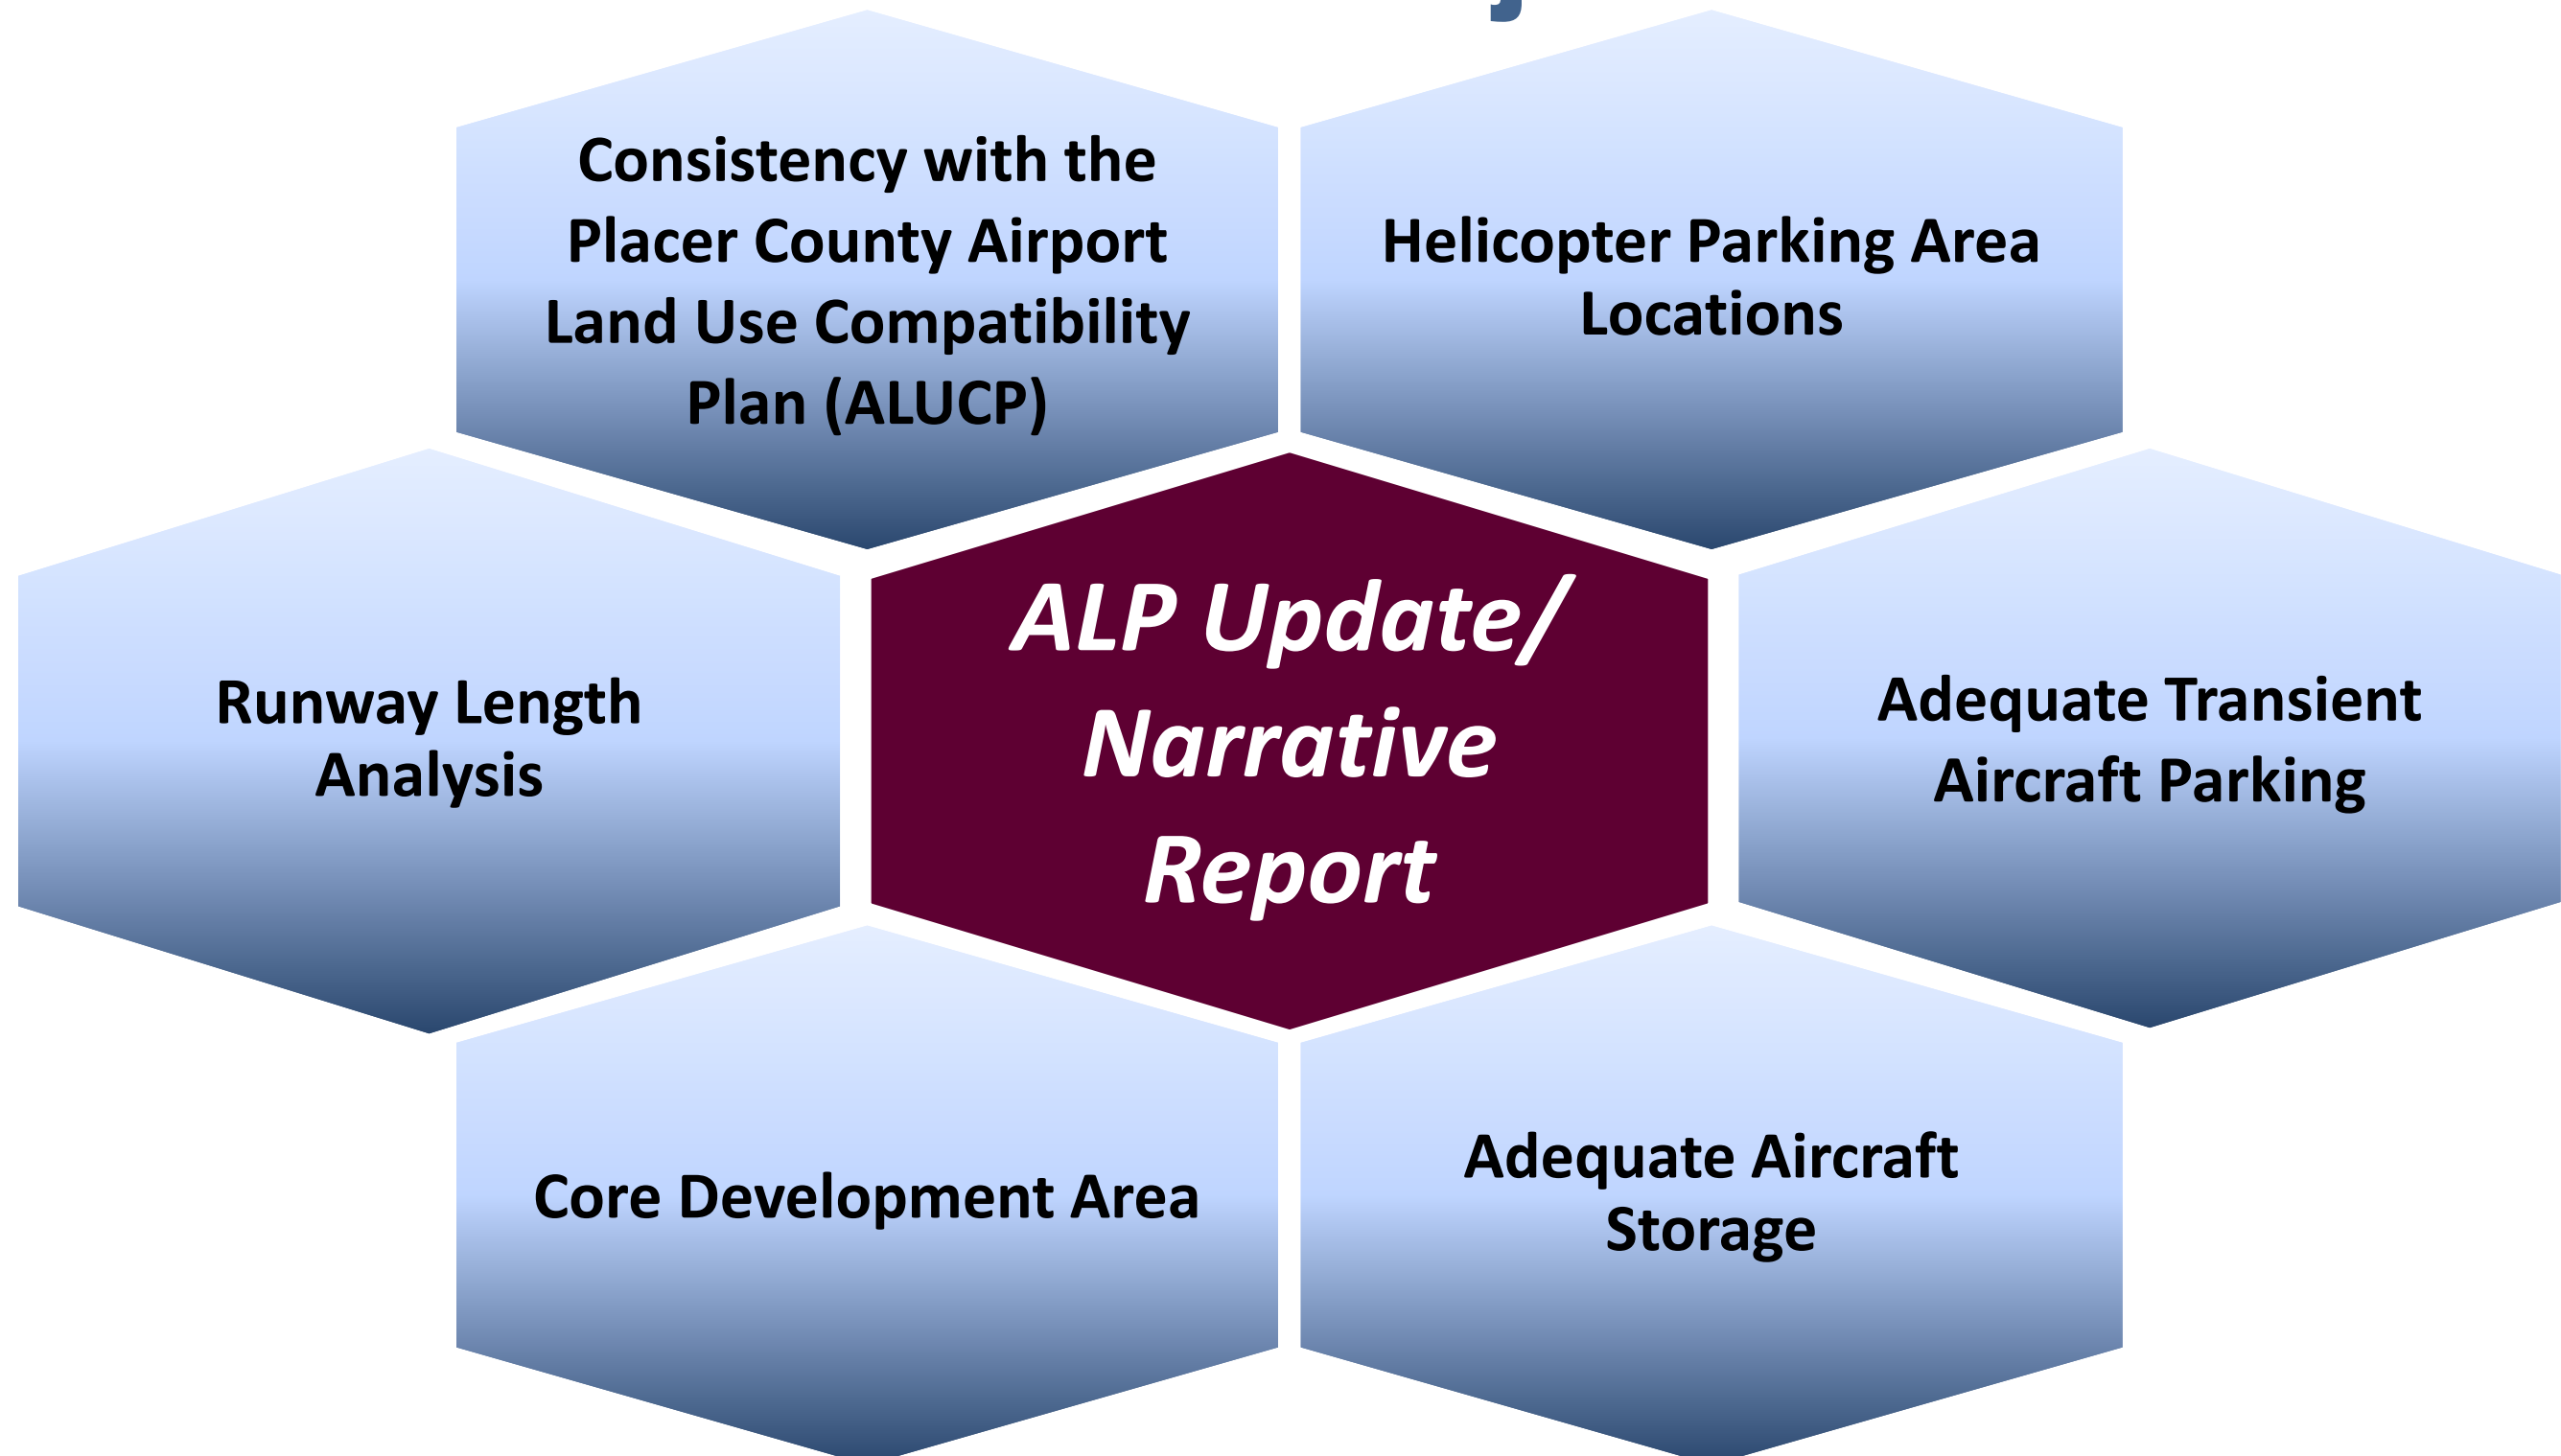 Consistency with the
Placer County Airport
Land Use Compatibility
Plan (ALUCP)
Helicopter Parking Area
Locations
Runway Length
Analysis
ALP Update/
Narrative
Report
Adequate Transient
Aircraft Parking
Core Development Area
Adequate Aircraft
Storage